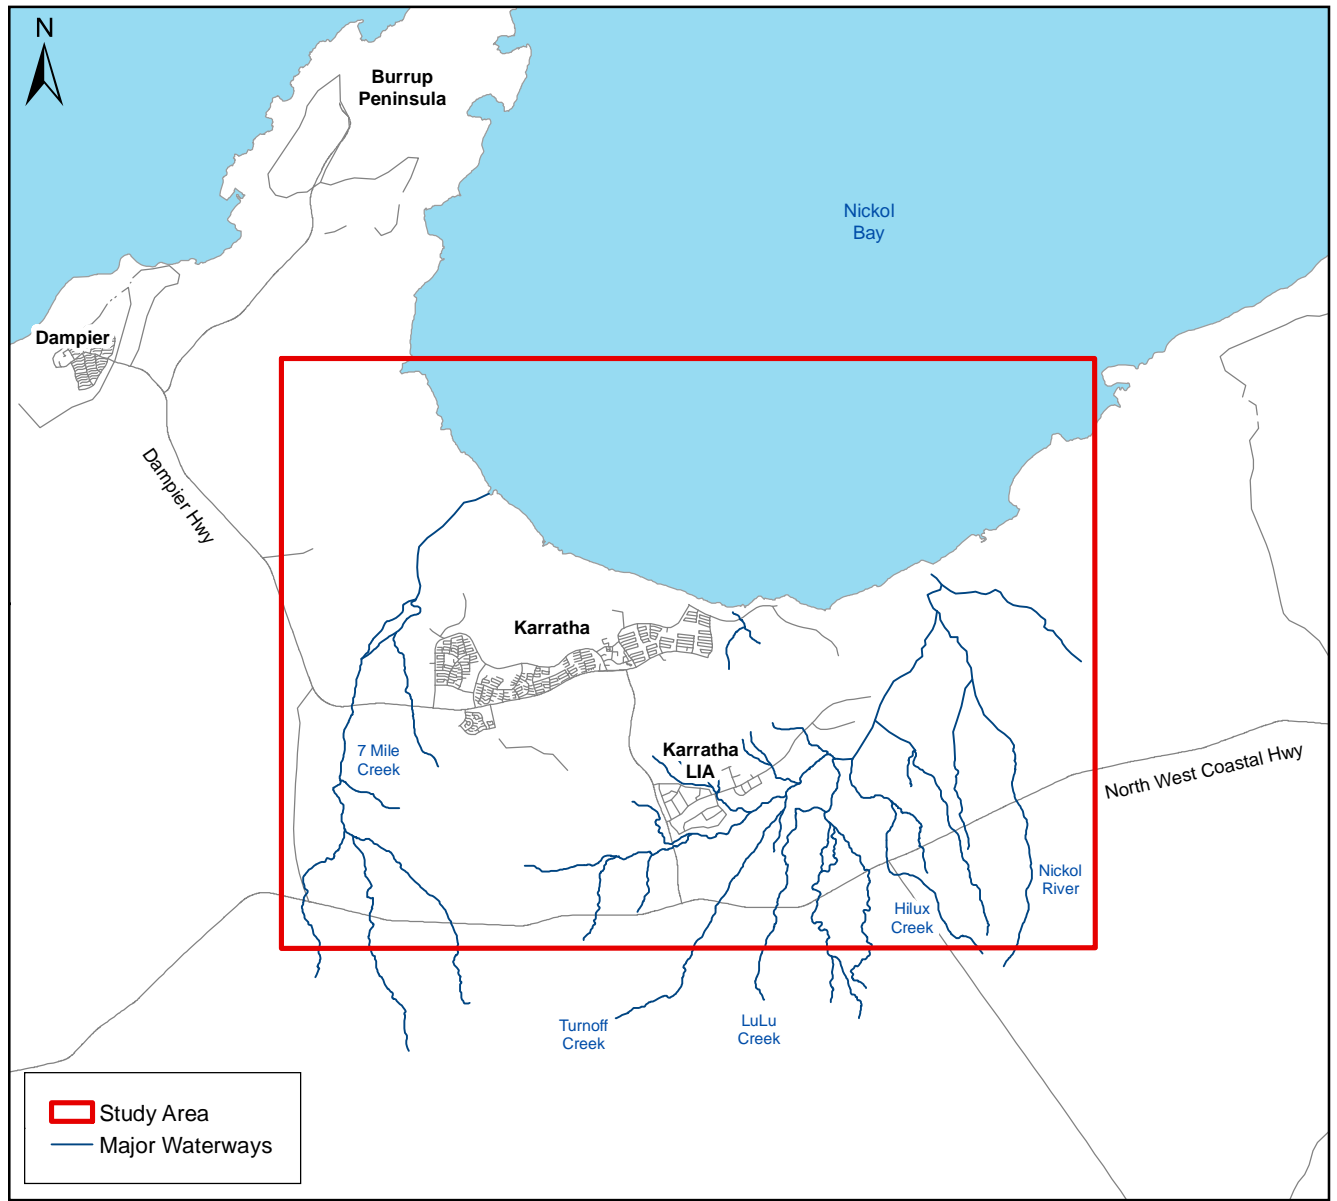 N
Burrup
Peninsula
Nickol
Bay
Dampier
Dampier Hwy
Karratha
7 Mile
Creek
Karratha
LIA
North West Coastal Hwy
Nickol
River
Hilux
Creek
Turnoff
Creek
LuLu
Creek
Study Area
Major Waterways